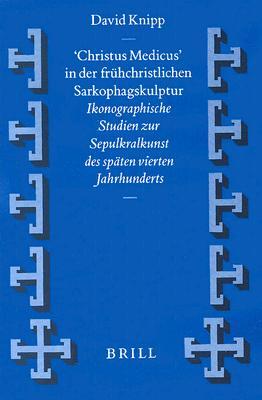 David Knipp
‘Christus Medicus’
in der frühchristlichen
Sarkophagskulptur
Ikonographische
Studien zur
Sepulkralkunst
des späten vierten
Jahrhunderts
BRILL